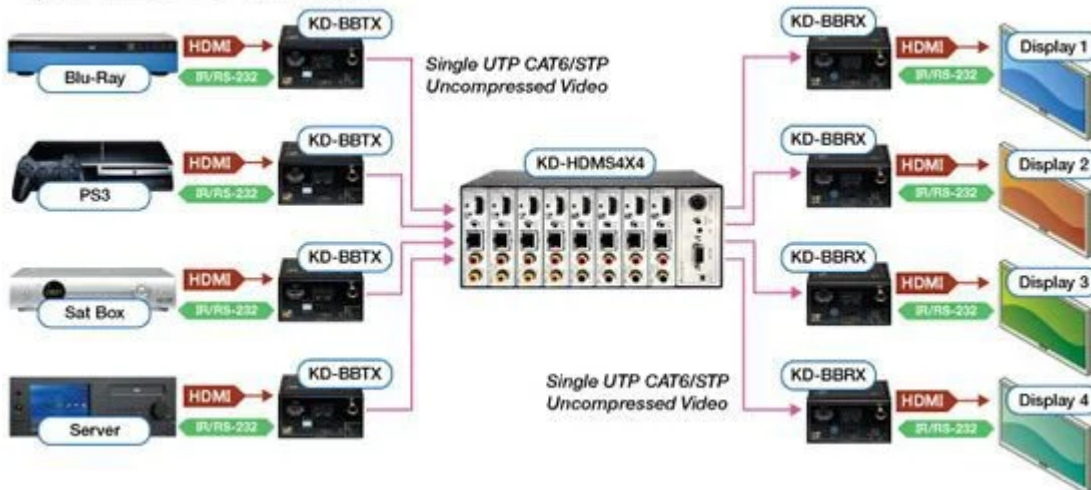 KD-BBTX
HDMI
Blu-Ray
IR/RS-232
Single UTP CAT6/STP
Uncompressed Video
KD-BBRX
HDMI
IR/RS-232
Display 1
KD-BBTX
HDMI
PS3
IR/RS-232
KD-HDMS4X4
KD-BBRX
HDMI
IR/RS-232
Display 2
KD-BBTX
HDMI
Sat Box
IR/RS-232
KD-BBRX
HDMI
IR/RS-232
Display 3
KD-BBTX
HDMI
Server
IR/RS-232
Single UTP CAT6/STP
Uncompressed Video
KD-BBRX
HDMI
IR/RS-232
Display 4